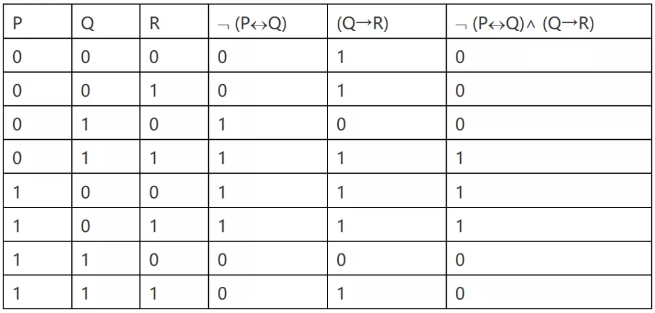 P Q R ¬ (P↔Q) (Q→R) ¬ (P↔Q)∧ (Q→R)
0 0 0 0 1 0
0 0 1 0 1 0
0 1 0 1 0 0
0 1 1 1 1 1
1 0 0 1 1 1
1 0 1 1 1 1
1 1 0 0 0 0
1 1 1 0 1 0